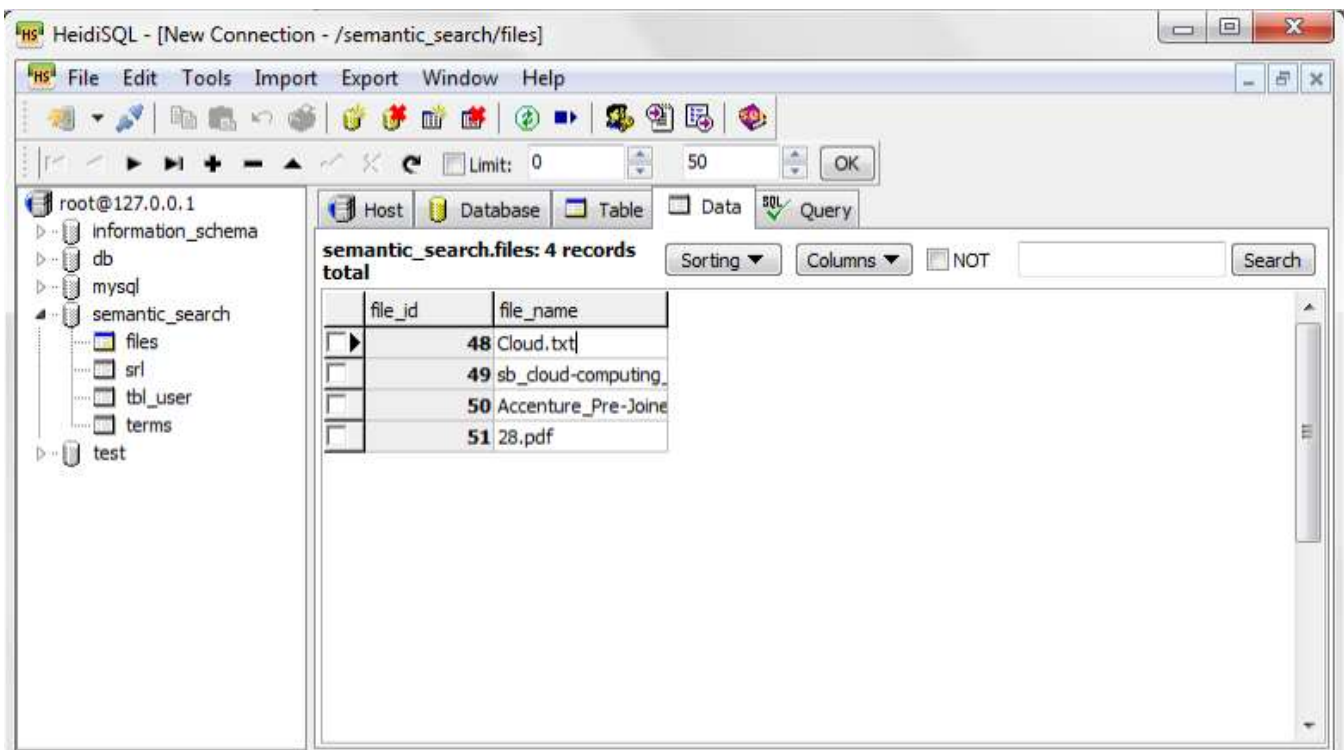 HeidiSQL - [New Connection - /semantic_search/files]
File Edit Tools Import Export Window Help
Limit: 0 50 OK
root@127.0.0.1
information_schema
db
mysql
semantic_search
files
srl
tbl_user
terms
test
Host Database Table Data Query
semantic_search.files: 4 records
total
Sorting Columns NOT Search
file_id file_name
48 Cloud.txt
49 sb_cloud-computing_
50 Accenture_Pre-Joine
51 28.pdf